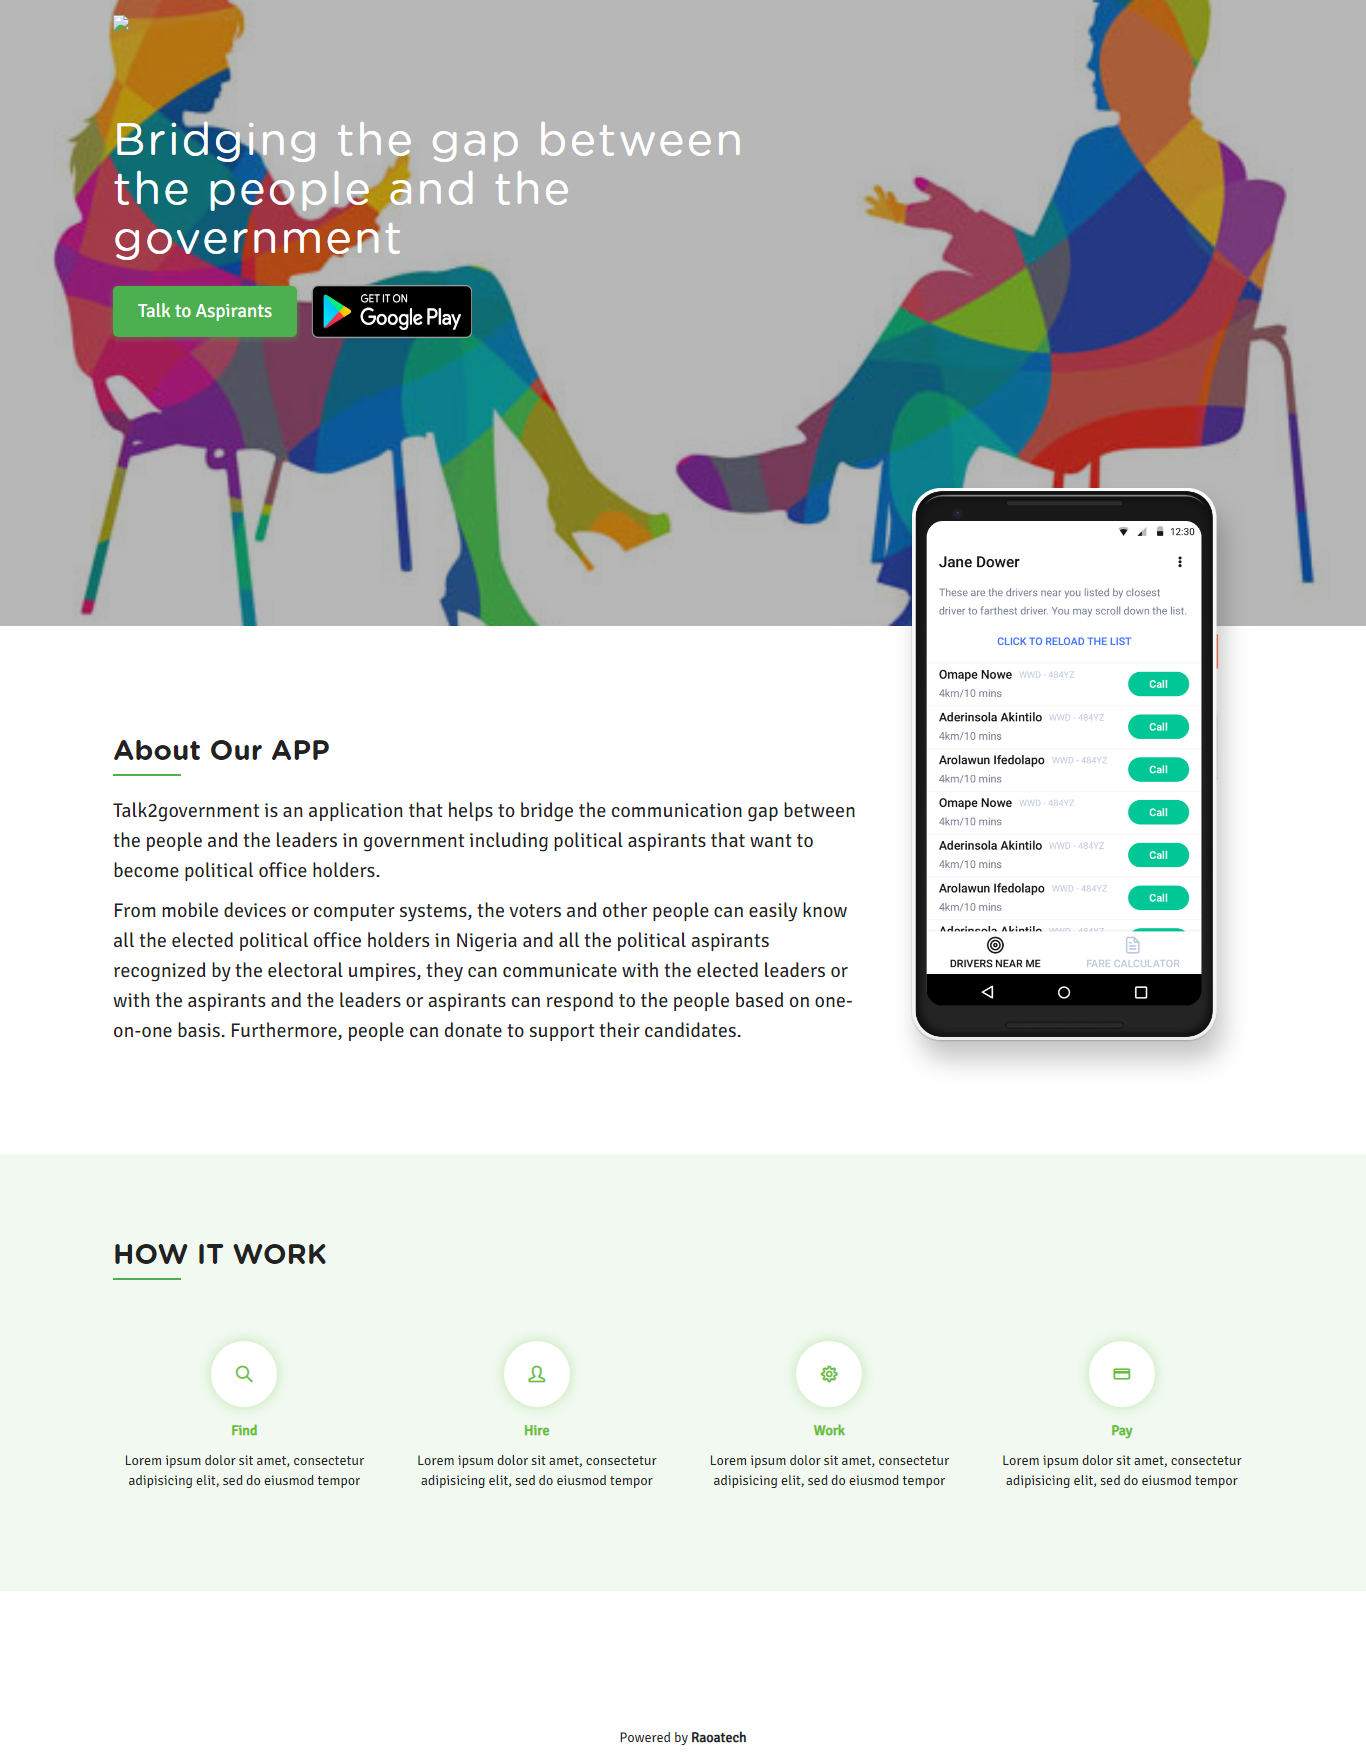 Bridging the gap between
the people and the
government
Talk to Aspirants
GET IT ON
Google Play
12:30
Jane Dower
These are the drivers near you listed by closest
driver to farthest driver. You may scroll down the list.
CLICK TO RELOAD THE LIST
Omape Nowe WWD - 484YZ
4km/10 mins
Call
Aderinsola Akintilo WWD - 484YZ
4km/10 mins
Call
Arolawun Ifedolapo WWD - 484YZ
4km/10 mins
Call
Omape Nowe WWD - 484YZ
4km/10 mins
Call
Aderinsola Akintilo WWD - 484YZ
4km/10 mins
Call
Arolawun Ifedolapo WWD - 484YZ
4km/10 mins
Call
Aderinsola Akintilo WWD - 484YZ
DRIVERS NEAR ME
FARE CALCULATOR
About Our APP
Talk2government is an application that helps to bridge the communication gap between
the people and the leaders in government including political aspirants that want to
become political office holders.
From mobile devices or computer systems, the voters and other people can easily know
all the elected political office holders in Nigeria and all the political aspirants
recognized by the electoral umpires, they can communicate with the elected leaders or
with the aspirants and the leaders or aspirants can respond to the people based on one-
on-one basis. Furthermore, people can donate to support their candidates.
HOW IT WORK
Find
Lorem ipsum dolor sit amet, consectetur
adipisicing elit, sed do eiusmod tempor
Hire
Lorem ipsum dolor sit amet, consectetur
adipisicing elit, sed do eiusmod tempor
Work
Lorem ipsum dolor sit amet, consectetur
adipisicing elit, sed do eiusmod tempor
Pay
Lorem ipsum dolor sit amet, consectetur
adipisicing elit, sed do eiusmod tempor
Powered by Raoatech